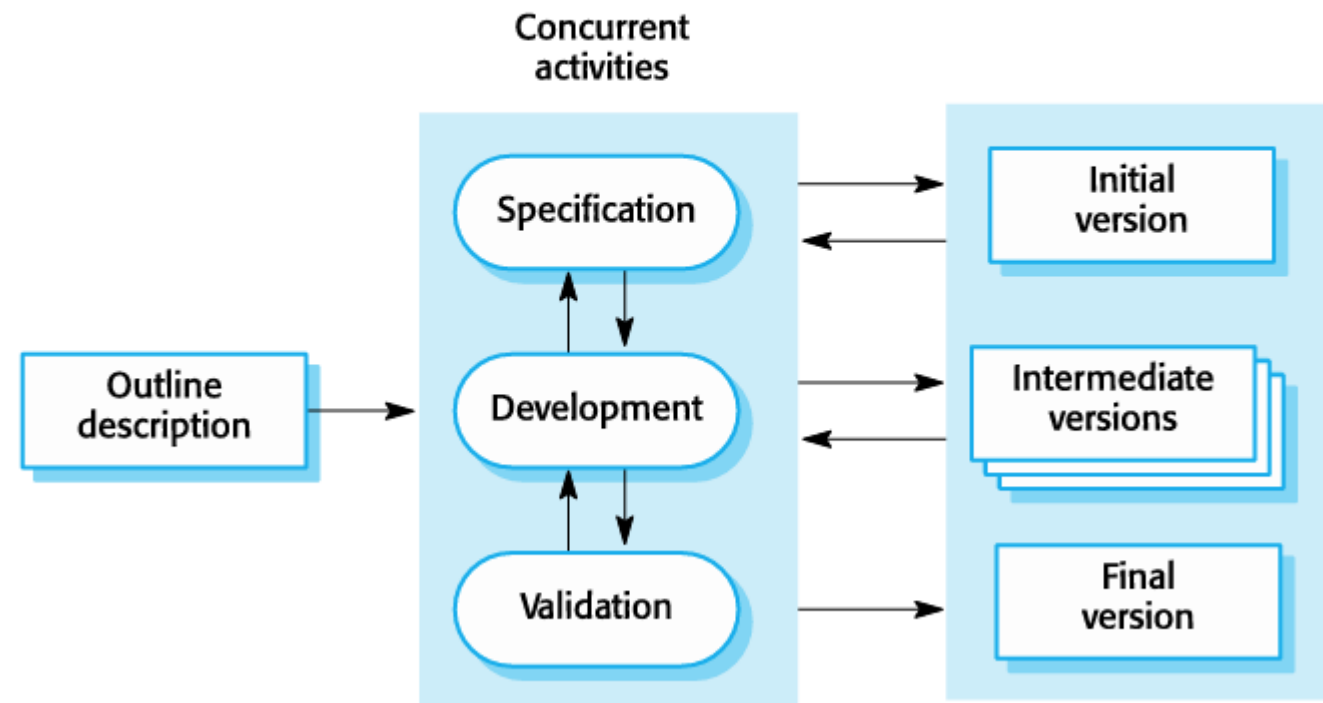 Concurrent
activities
Outline
description
Specification
Development
Validation
Initial
version
Intermediate
versions
Final
version